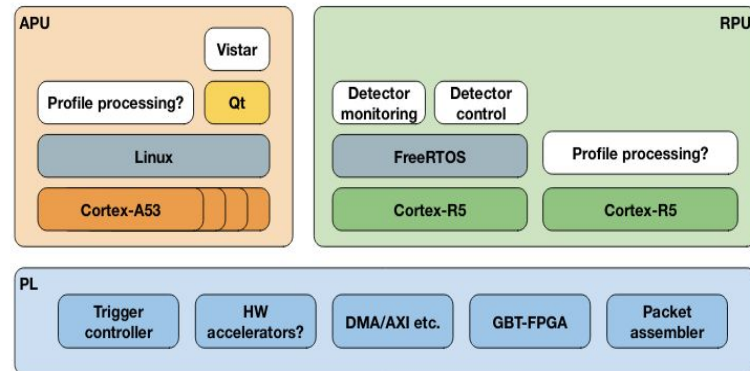 APU
RPU
Vistar
Profile processing?
Qt
Detector
monitoring
Detector
control
Linux
FreeRTOS
Profile processing?
Cortex-A53
Cortex-R5
Cortex-R5
PL
Trigger
controller
HW
accelerators?
DMA/AXI etc.
GBT-FPGA
Packet
assembler